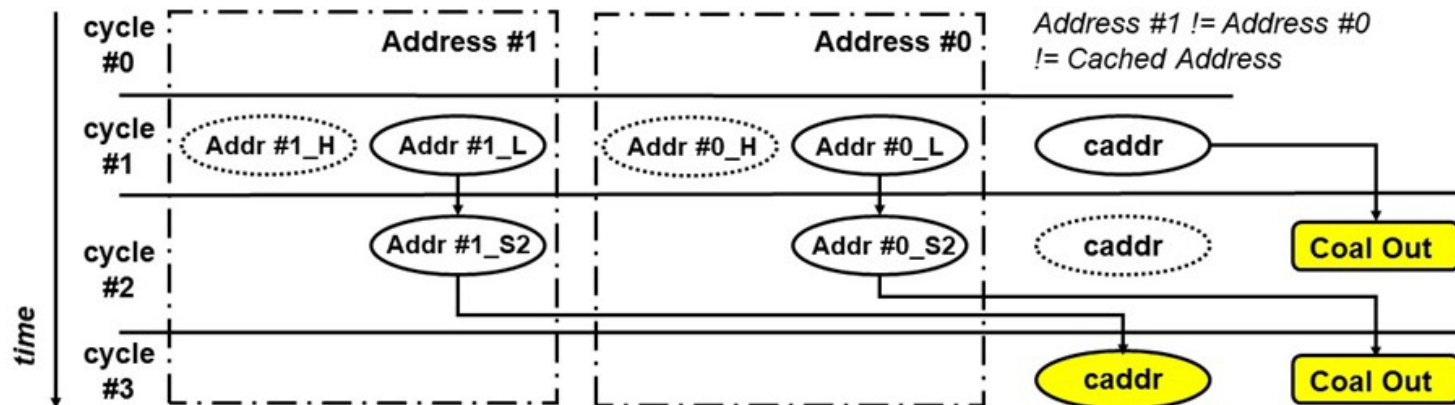 cycle
#0
Address #1
Address #0
Address #1 != Address #0
!= Cached Address
cycle
#1
Addr #1_H
Addr #1_L
Addr #0_H
Addr #0_L
caddr
cycle
#2
Addr #1_S2
Addr #0_S2
caddr
Coal Out
time
cycle
#3
caddr
Coal Out